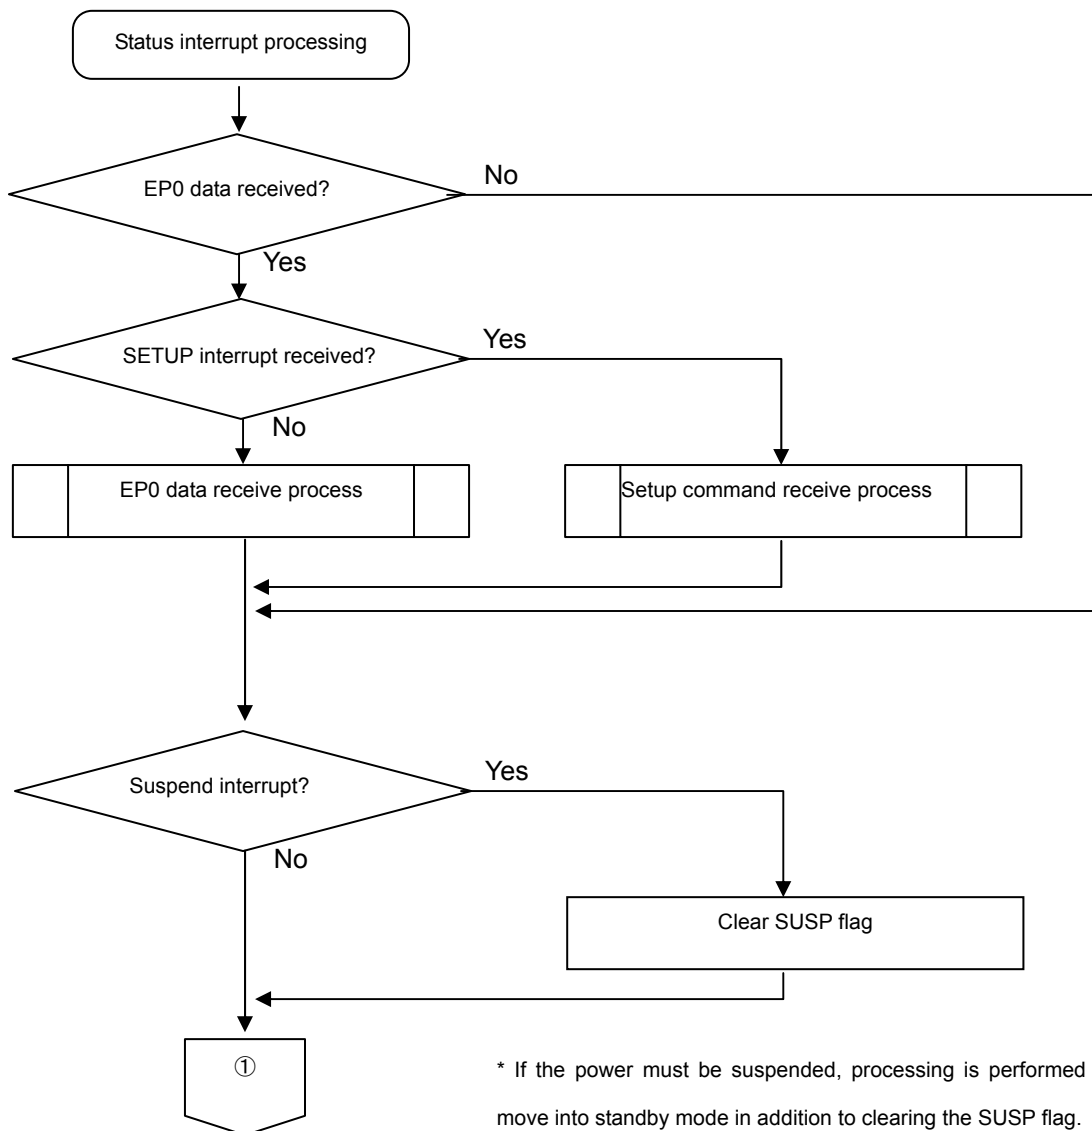 Status interrupt processing
EP0 data received?
No
Yes
SETUP interrupt received?
Yes
No
EP0 data receive process
Setup command receive process
Suspend interrupt?
Yes
No
Clear SUSP flag
①
* If the power must be suspended, processing is performed
move into standby mode in addition to clearing the SUSP flag.